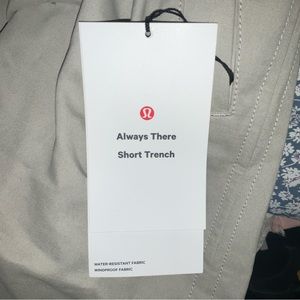 Always There
Short Trench
WATER-RESISTANT FABRIC
WINDPROOF FABRIC